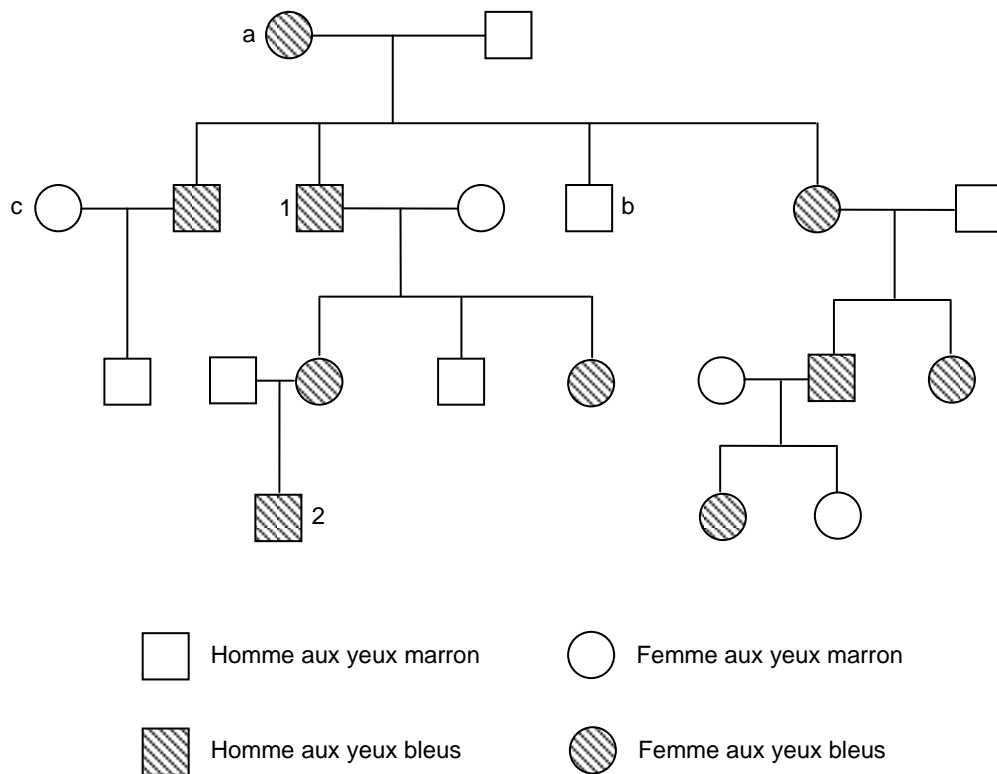 a
c
1
b
2
Homme aux yeux marron
Femme aux yeux marron
Homme aux yeux bleus
Femme aux yeux bleus